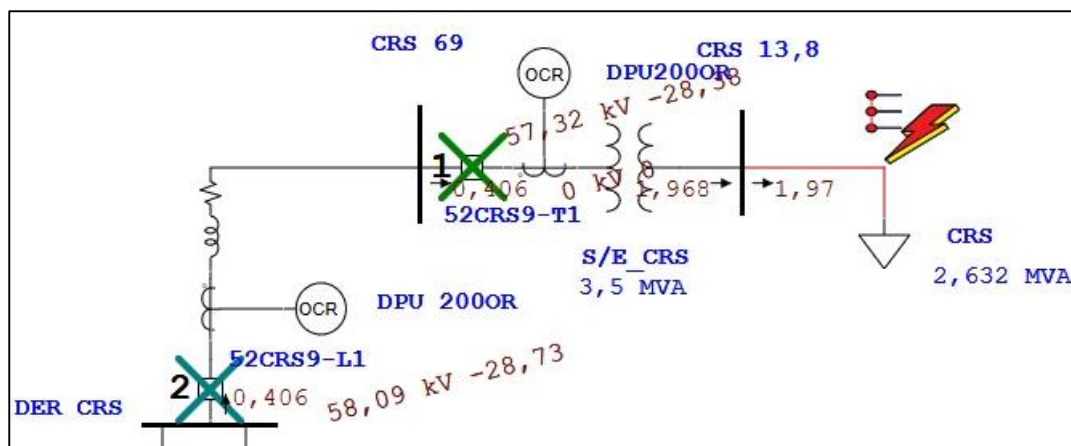 CRS 69
OCR
DPU200OR
CRS 13,8
57,32 kV -28,38
1
0,406
0 kV 0
1,968
1,97
52CRS9-T1
S/E_CRS
3,5 MVA
CRS
2,632 MVA
OCR
DPU 200OR
52CRS9-L1
2
0,406
58,09 kV -28,73
DER CRS